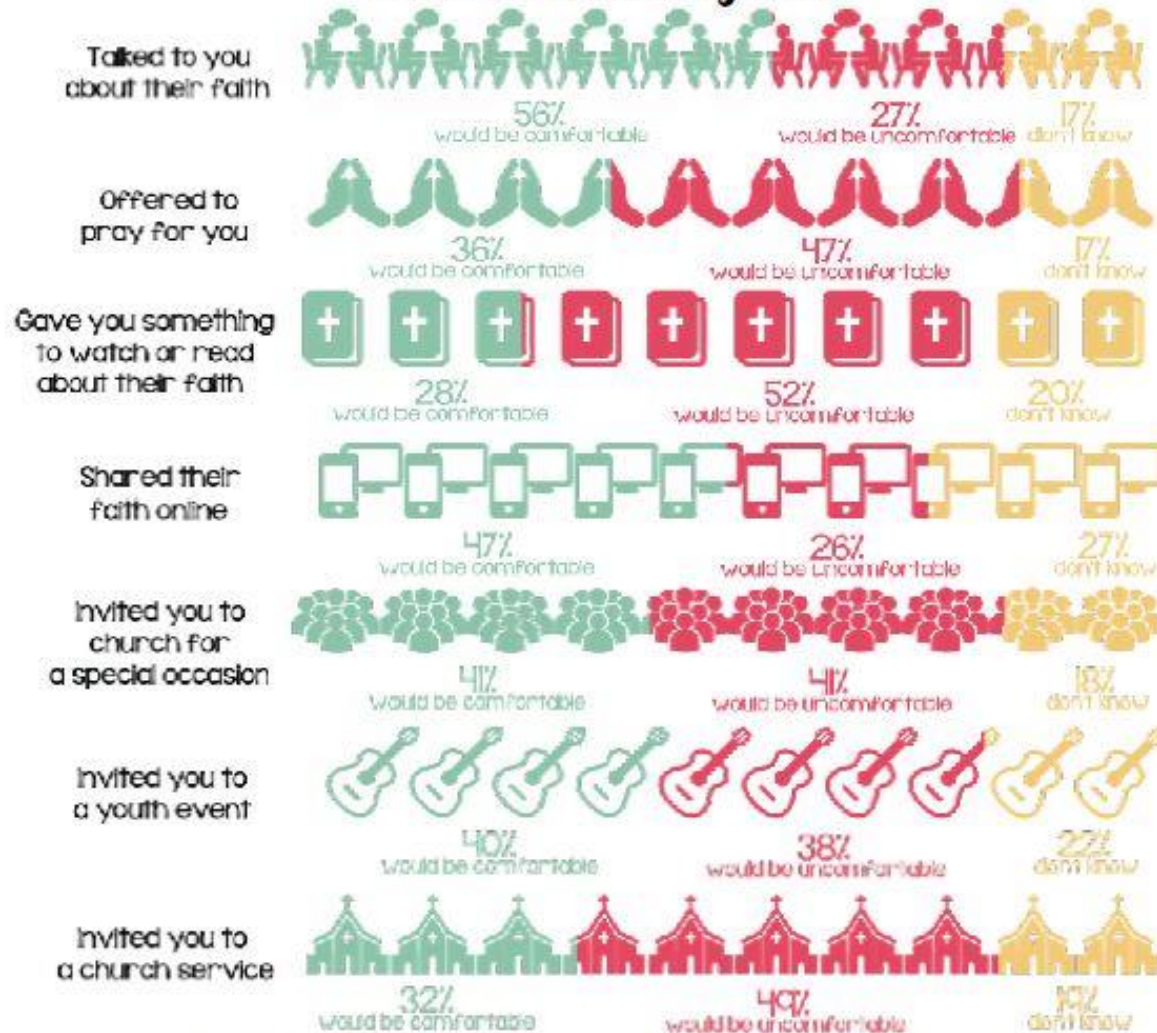 Talked to you
about their faith
56%
would be comfortable
27%
would be uncomfortable
17%
don't know
Offered to
pray for you
36%
would be comfortable
47%
would be uncomfortable
17%
don't know
Gave you something
to watch or read
about their faith
28%
would be comfortable
52%
would be uncomfortable
20%
don't know
Shared their
faith online
47%
would be comfortable
26%
would be uncomfortable
27%
don't know
Invited you to
church for
a special occasion
41%
would be comfortable
41%
would be uncomfortable
18%
don't know
Invited you to
a youth event
40%
would be comfortable
38%
would be uncomfortable
22%
don't know
Invited you to
a church service
32%
would be comfortable
49%
would be uncomfortable
19%
don't know